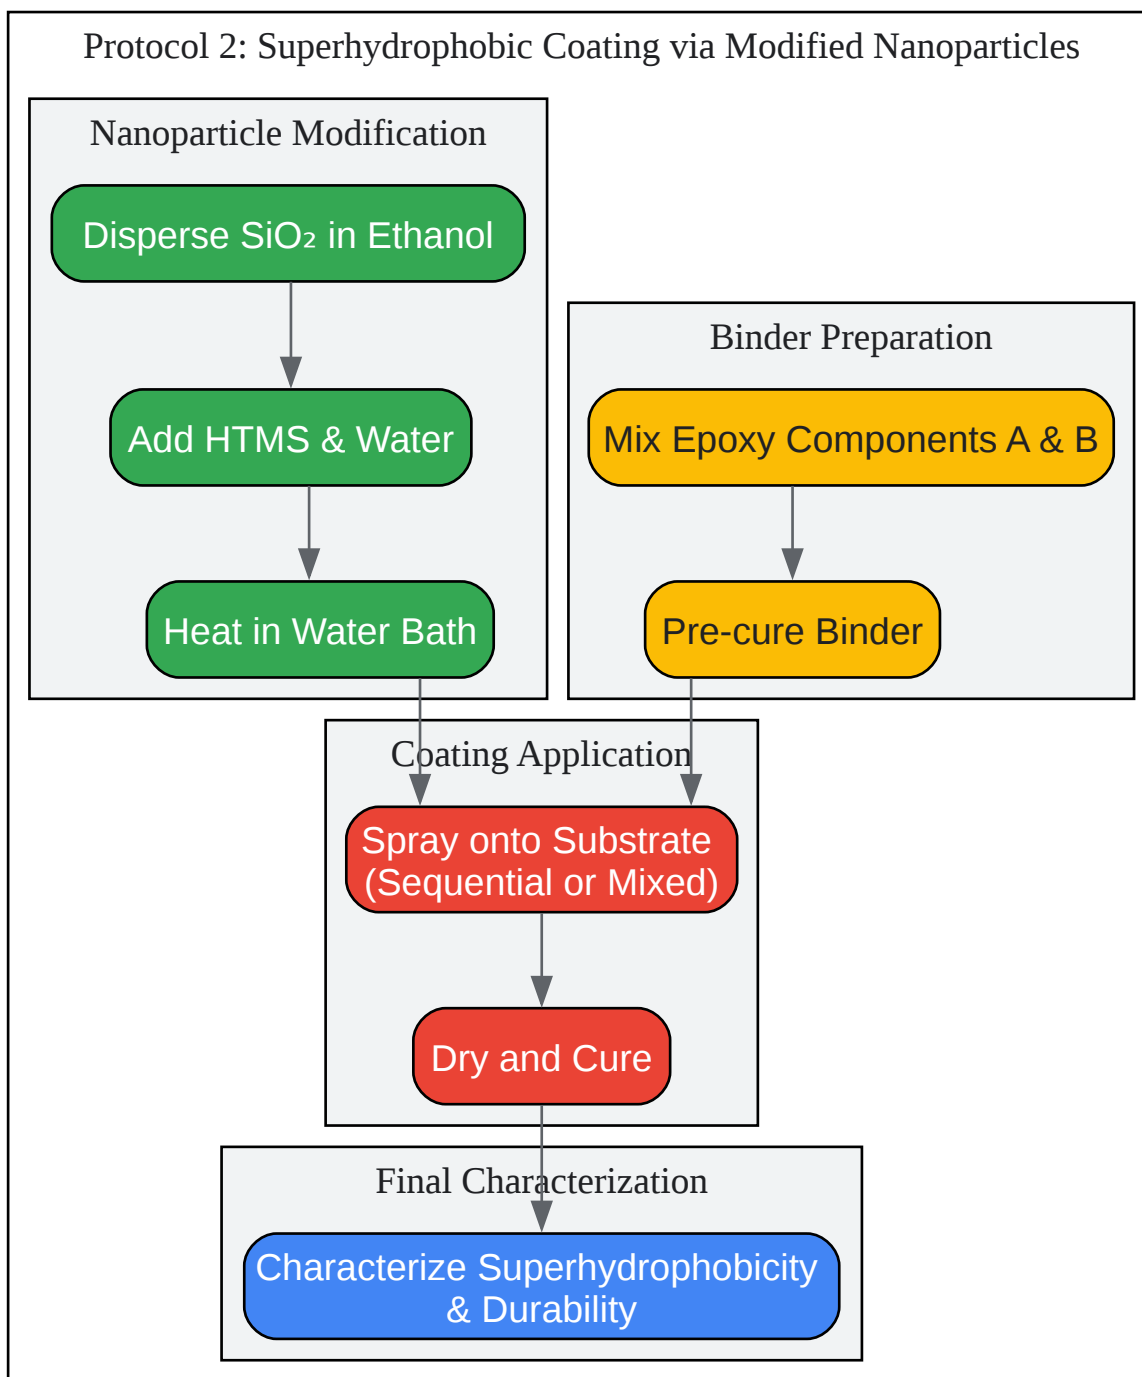 Protocol 2: Superhydrophobic Coating via Modified Nanoparticles
Nanoparticle Modification
Disperse SiO₂ in Ethanol
Add HTMS & Water
Heat in Water Bath
Binder Preparation
Mix Epoxy Components A & B
Pre-cure Binder
Coating Application
Spray onto Substrate
(Sequential or Mixed)
Dry and Cure
Final Characterization
Characterize Superhydrophobicity
& Durability